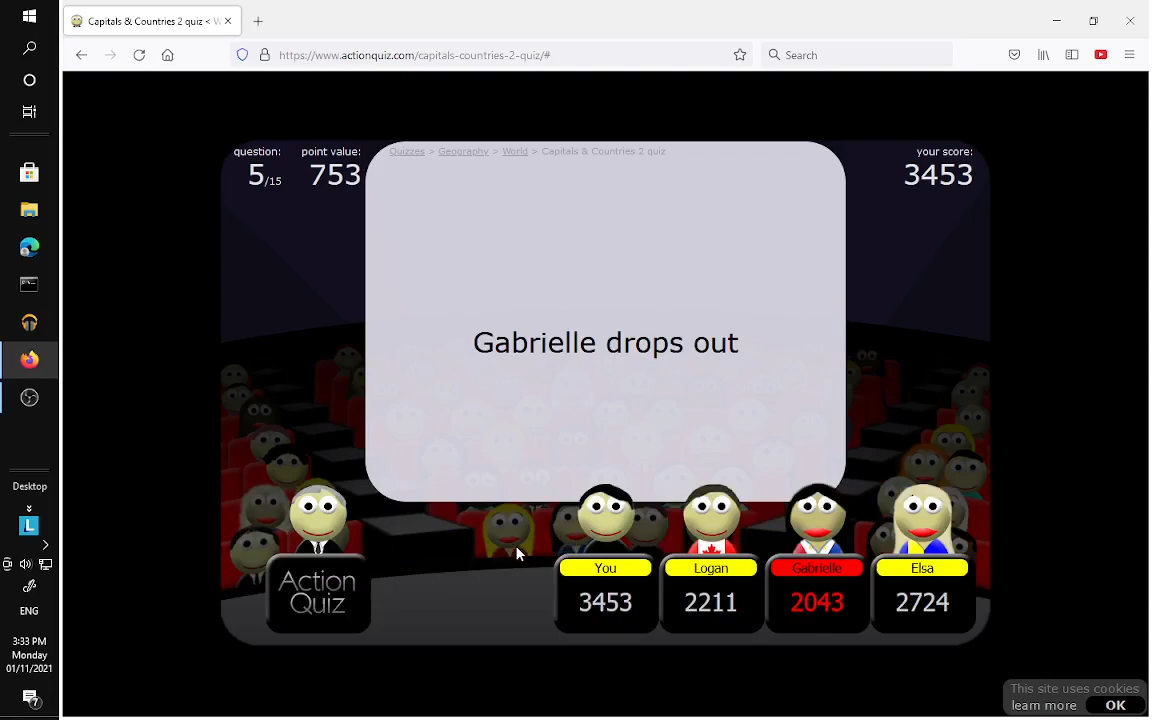 Capitals & Countries 2 quiz < W
https://www.actionquiz.com/capitals-countries-2-quiz/#
Search
question:
5/15
point value:
753
Quizzes > Geography > World > Capitals & Countries 2 quiz
your score:
3453
Gabrielle drops out
Action
Quiz
You
3453
Logan
2211
Gabrielle
2043
Elsa
2724
Desktop
L
ENG
3:33 PM
Monday
01/11/2021
7
This site uses cookies
learn more
OK